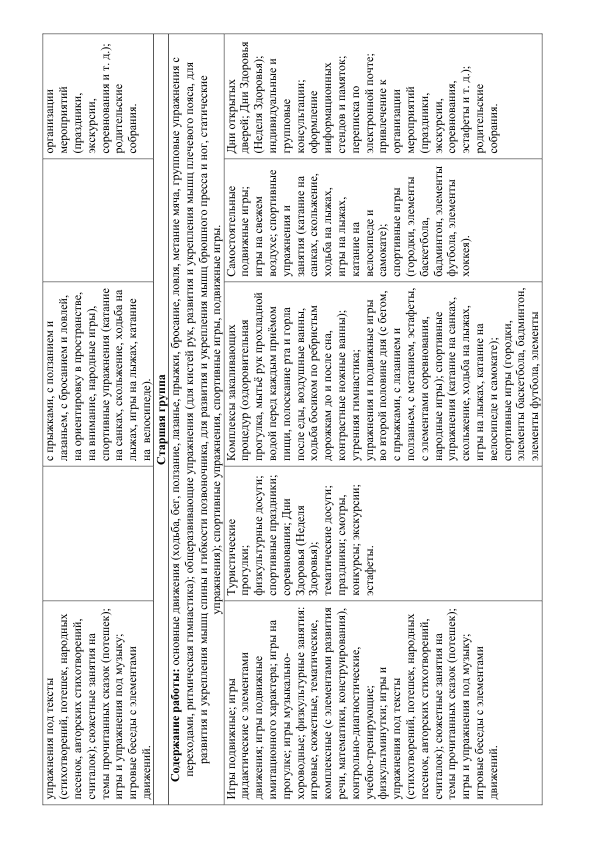 упражнения под тексты
(стихотворений, потешек, народных
песенок, авторских стихотворений,
считалок); сюжетные занятия на
темы прочитанных сказок (потешек);
игры и упражнения под музыку;
игровые беседы с элементами
движений.
с прыжками, с ползанием и
лазаньем, с бросанием и ловлей,
на ориентировку в пространстве,
на внимание, народные игры),
спортивные упражнения (катание
на санках, скольжение, ходьба на
лыжах, игры на лыжах, катание
на велосипеде).
организации
мероприятий
(праздники,
экскурсии,
соревнования и т. д.);
родительские
собрания.
Старшая группа
Содержание работы: основные движения (ходьба, бег, ползание, лазанье, прыжки, бросание, ловля, метание мяча, групповые упражнения с
переходами, ритмическая гимнастика); общеразвивающие упражнения (для кистей рук, развития и укрепления мышц плечевого пояса, для
развития и укрепления мышц спины и гибкости позвоночника, для развития и укрепления мышц брюшного пресса и ног, статические
упражнения); спортивные упражнения, спортивные игры, подвижные игры.
Игры подвижные; игры
дидактические с элементами
движения; игры подвижные
имитационного характера; игры на
прогулке; игры музыкально-
хороводные; физкультурные занятия:
игровые, сюжетные, тематические,
комплексные (с элементами развития
речи, математики, конструирования),
контрольно-диагностические,
учебно-тренирующие;
физкультминутки; игры и
упражнения под тексты
(стихотворений, потешек, народных
песенок, авторских стихотворений,
считалок); сюжетные занятия на
темы прочитанных сказок (потешек);
игры и упражнения под музыку;
игровые беседы с элементами
движений.
Туристические
прогулки;
физкультурные досуги;
спортивные праздники;
соревнования; Дни
Здоровья (Неделя
Здоровья);
тематические досуги;
праздники; смотры,
конкурсы; экскурсии;
эстафеты.
Комплексы закаливающих
процедур (оздоровительная
прогулка, мытьё рук прохладной
водой перед каждым приёмом
пищи, полоскание рта и горла
после еды, воздушные ванны,
ходьба босиком по ребристым
дорожкам до и после сна,
контрастные ножные ванны);
утренняя гимнастика;
упражнения и подвижные игры
во второй половине дня (с бегом,
с прыжками, с лазанием и
ползаньем, с метанием, эстафеты,
с элементами соревнования,
народные игры); спортивные
упражнения (катание на санках,
скольжение, ходьба на лыжах,
игры на лыжах, катание на
велосипеде и самокате);
спортивные игры (городки,
элементы баскетбола, бадминтон,
элементы футбола, элементы
Самостоятельные
подвижные игры;
игры на свежем
воздухе; спортивные
упражнения и
занятия (катание на
санках, скольжение,
ходьба на лыжах,
игры на лыжах,
катание на
велосипеде и
самокате);
спортивные игры
(городки, элементы
баскетбола,
бадминтон, элементы
футбола, элементы
хоккея).
Дни открытых
дверей; Дни Здоровья
(Неделя Здоровья);
индивидуальные и
групповые
консультации;
оформление
информационных
стендов и памяток;
переписка по
электронной почте;
привлечение к
организации
мероприятий
(праздники,
экскурсии,
соревнования,
эстафеты и т. д.);
родительские
собрания.